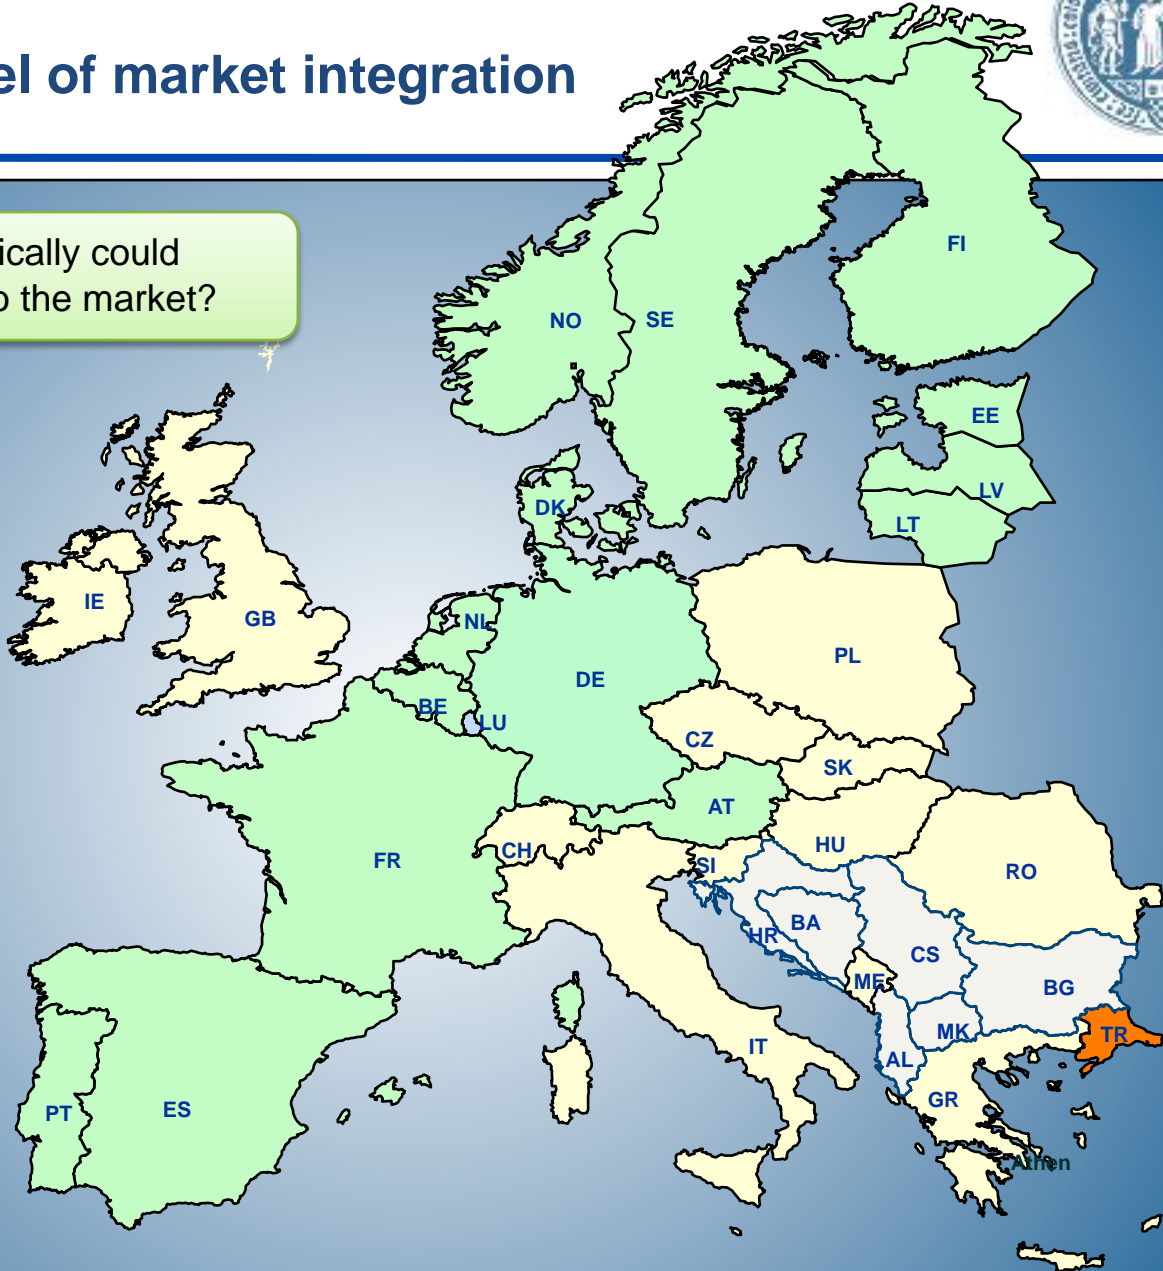 el of market integration
ically could
o the market?
FI
NO
SE
EE
LV
LT
DK
IE
GB
NL
PL
DE
BE
LU
CZ
SK
AT
HU
CH
FR
SI
RO
BA
HR
CS
ME
BG
MK
TR
IT
AL
GR
PT
ES
Athen